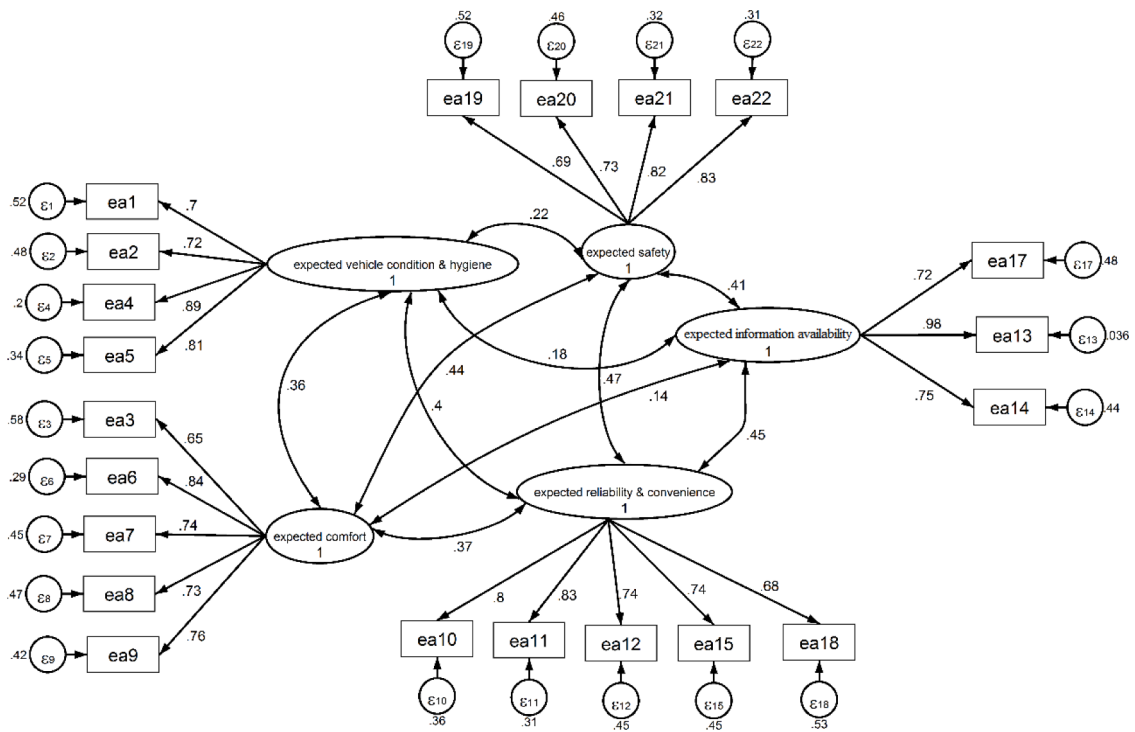 .52 .46 .32 .31
ε19 ε20 ε21 ε22
ea19 ea20 ea21 ea22
.69 .73 .82 .83
.52 ε1 ea1 .7
.48 ε2 ea2 .72
.2 ε4 ea4 .89
.34 ε5 ea5 .81
expected vehicle condition & hygiene
1
.22
expected safety
1
.41
expected information availability
1
.72 ea17 ε17 .48
.98 ea13 ε13 .036
.75 ea14 ε14 .44
.36 .4 .44 .18 .47 .14 .45
.58 ε3 ea3 .65
.29 ε6 ea6 .84
.45 ε7 ea7 .74
.47 ε8 ea8 .73
.42 ε9 ea9 .76
expected comfort
1
.37
expected reliability & convenience
1
.8 .83 .74 .74 .68
ea10 ea11 ea12 ea15 ea18
ε10 ε11 ε12 ε15 ε18
.36 .31 .45 .45 .53